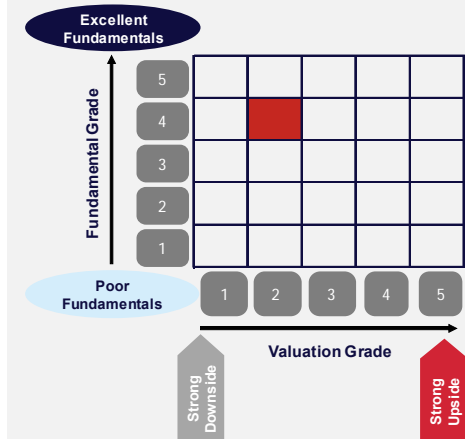 Excellent
Fundamentals
Fundamental Grade
5
4
3
2
1
Poor
Fundamentals
1
2
3
4
5
Valuation Grade
Strong
Downside
Strong
Upside